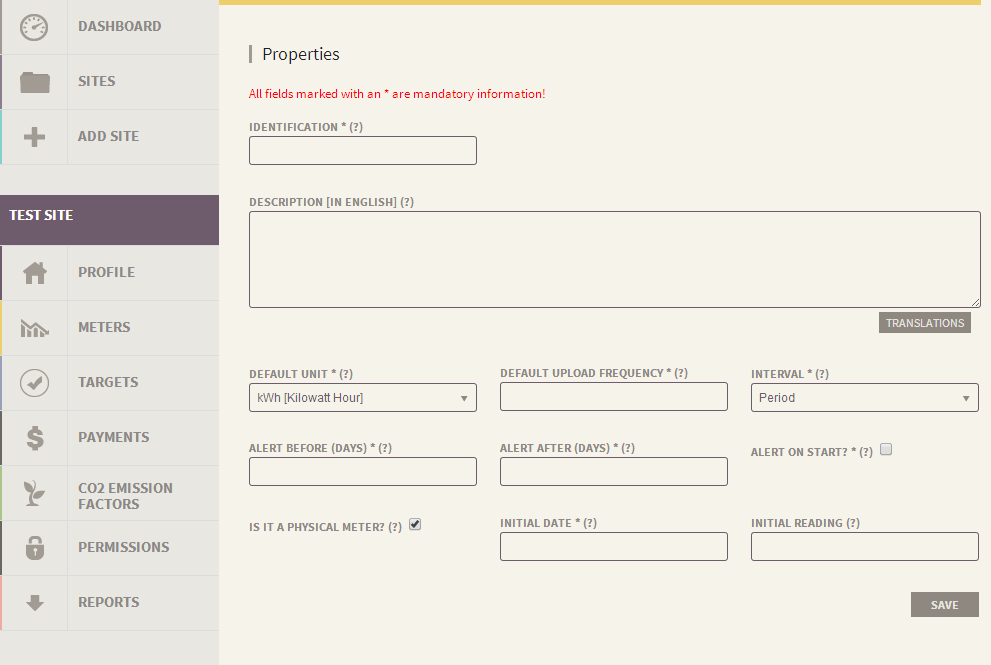 DASHBOARD
SITES
ADD SITE
TEST SITE
PROFILE
METERS
TARGETS
PAYMENTS
CO2 EMISSION
FACTORS
PERMISSIONS
REPORTS
Properties
All fields marked with an * are mandatory information!
IDENTIFICATION * (?)
DESCRIPTION [IN ENGLISH] (?)
TRANSLATIONS
DEFAULT UNIT * (?) DEFAULT UPLOAD FREQUENCY * (?) INTERVAL * (?)
kWh [Kilowatt Hour] Period
ALERT BEFORE (DAYS) * (?) ALERT AFTER (DAYS) * (?) ALERT ON START? * (?)
IS IT A PHYSICAL METER? (?) INITIAL DATE * (?) INITIAL READING (?)
SAVE